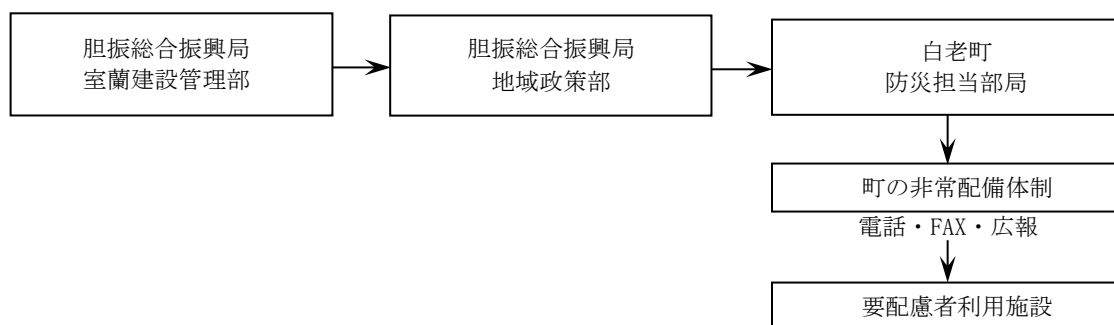 胆振総合振興局
室蘭建設管理部
胆振総合振興局
地域政策部
白老町
防災担当部局
町の非常配備体制
電話・FAX・広報
要配慮者利用施設